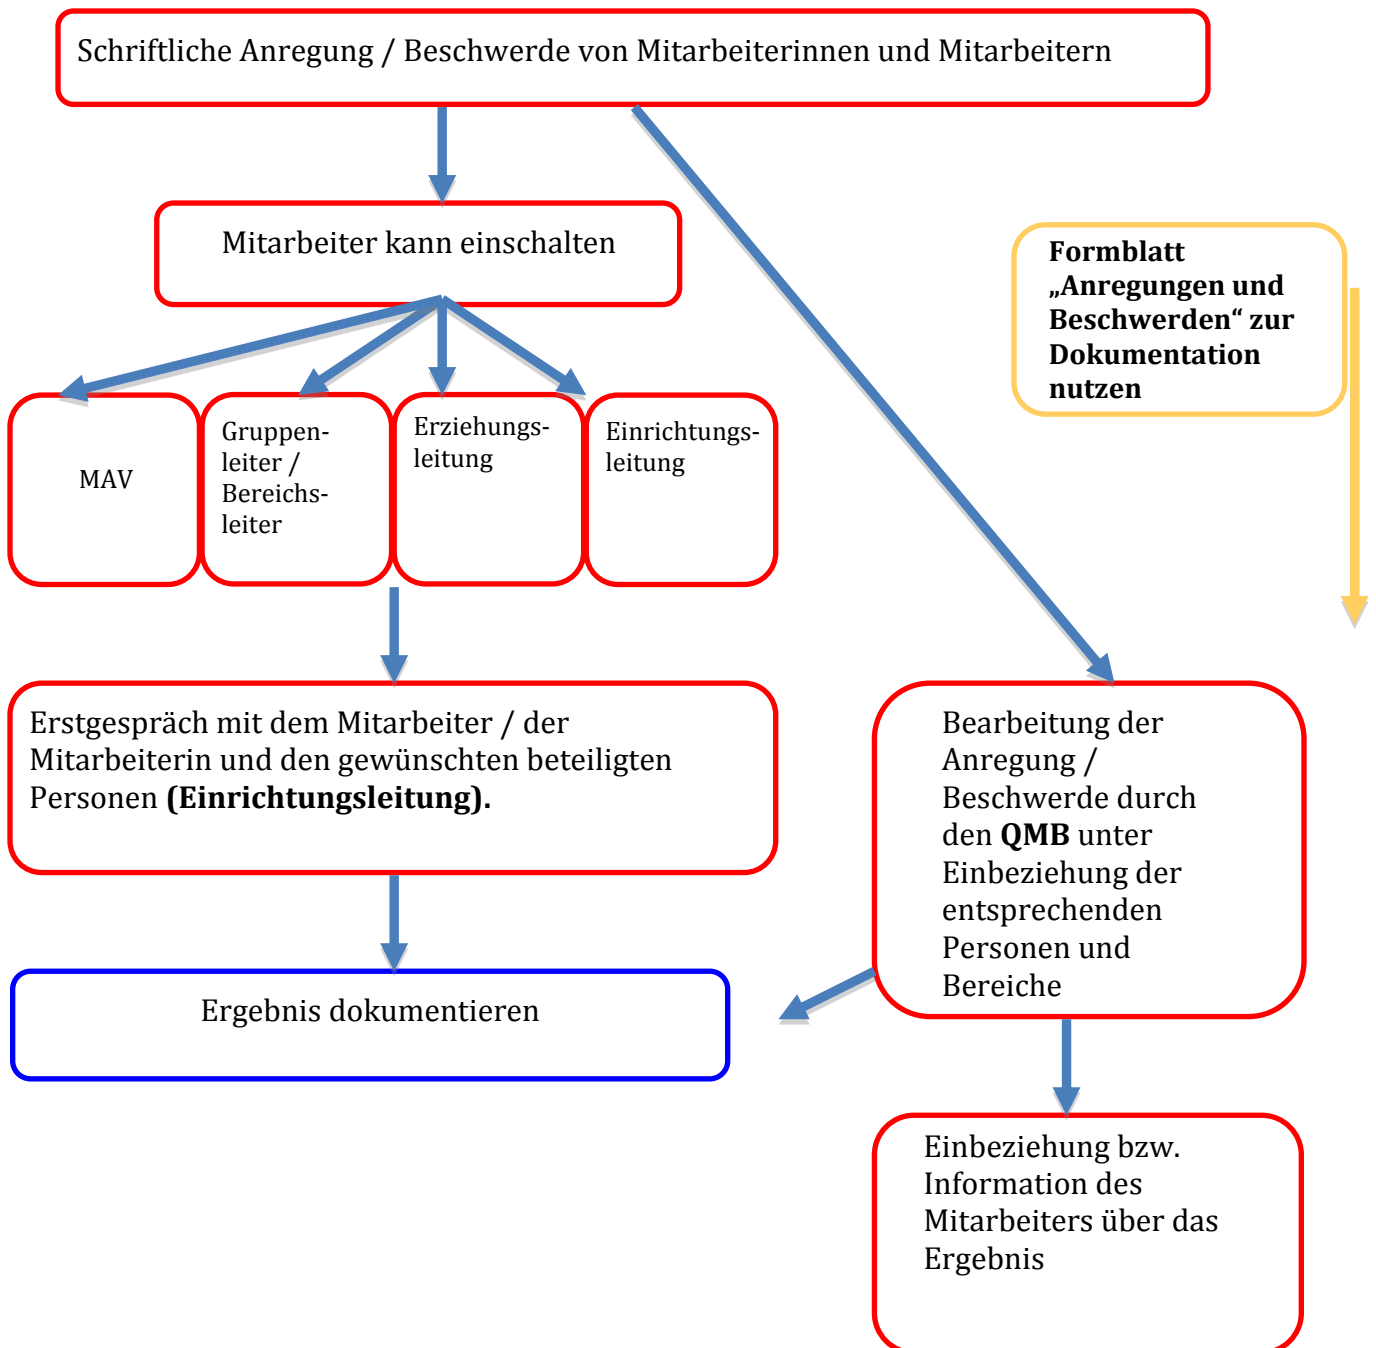 Schriftliche Anregung / Beschwerde von Mitarbeiterinnen und Mitarbeitern
Mitarbeiter kann einschalten
Formblatt
„Anregungen und
Beschwerden“ zur
Dokumentation
nutzen
MAV
Gruppen-
leiter /
Bereichs-
leiter
Erziehungs-
leitung
Einrichtungs-
leitung
Erstgespräch mit dem Mitarbeiter / der
Mitarbeiterin und den gewünschten beteiligten
Personen (Einrichtungsleitung).
Bearbeitung der
Anregung /
Beschwerde durch
den QMB unter
Einbeziehung der
entsprechenden
Personen und
Bereiche
Ergebnis dokumentieren
Einbeziehung bzw.
Information des
Mitarbeiters über das
Ergebnis